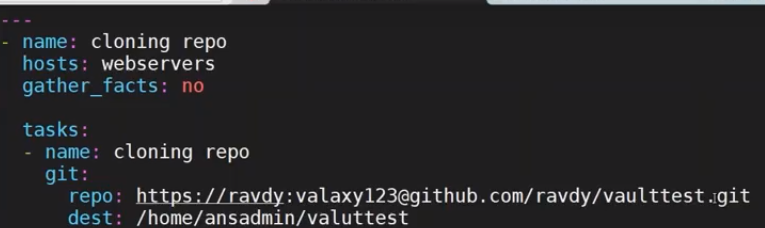 ---
- name: cloning repo
hosts: webservers
gather_facts: no
tasks:
- name: cloning repo
git:
repo: https://ravdy:valaxy123@github.com/ravdy/vaulttest.git
dest: /home/ansadmin/valuttest